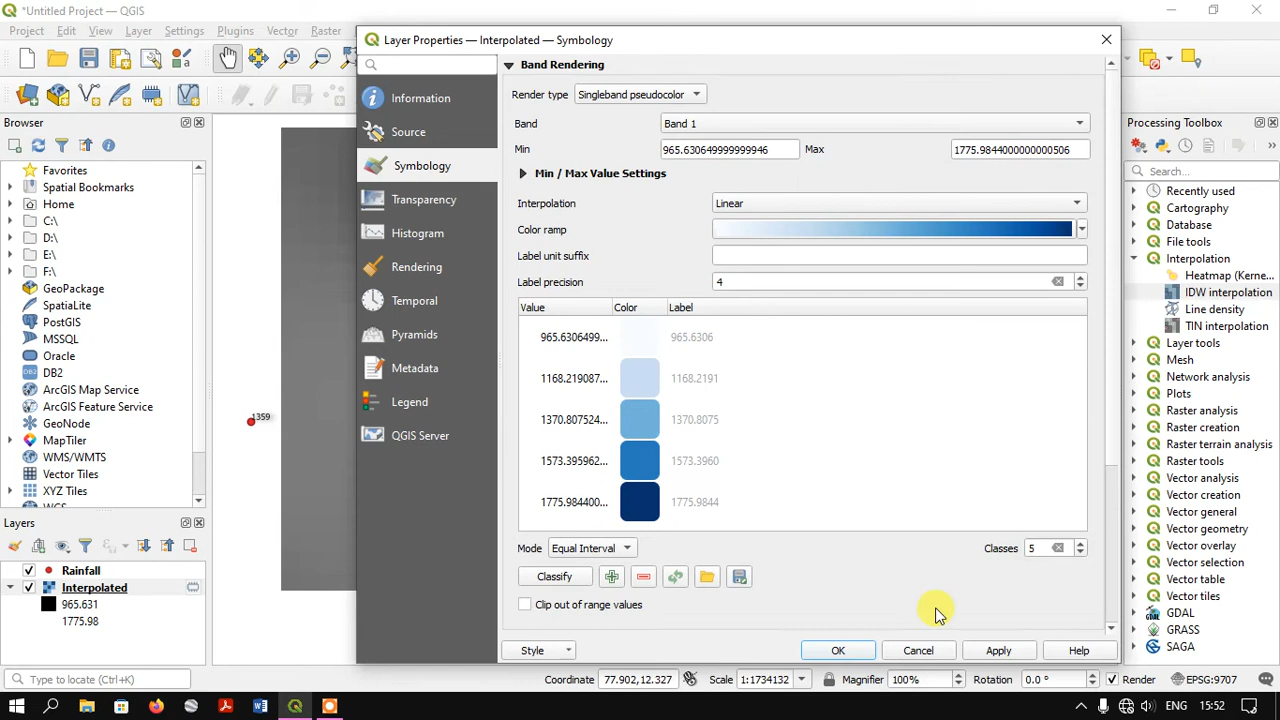 *Untitled Project — QGIS
Project Edit View Layer Settings Plugins Vector Raster
Layer Properties — Interpolated — Symbology
Information
Source
Symbology
Transparency
Histogram
Rendering
Temporal
Pyramids
Metadata
Legend
QGIS Server
Band Rendering
Render type Singleband pseudocolor
Band Band 1
Min 965.630649999999946 Max 1775.9844000000000506
Min / Max Value Settings
Interpolation Linear
Color ramp
Label unit suffix
Label precision 4
Value Color Label
965.6306499... 965.6306
1168.219087... 1168.2191
1370.807524... 1370.8075
1573.395962... 1573.3960
1775.984400... 1775.9844
Mode Equal Interval Classes 5
Classify
Clip out of range values
Style OK Cancel Apply Help
Browser
Favorites
Spatial Bookmarks
Home
C:\
D:\
E:\
F:\
GeoPackage
SpatiaLite
PostGIS
MSSQL
Oracle
DB2
ArcGIS Map Service
ArcGIS Feature Service
GeoNode
MapTiler
WMS/WMTS
Vector Tiles
XYZ Tiles
WCS
Layers
Rainfall
Interpolated
965.631
1775.98
1359
Processing Toolbox
Search...
Recently used
Cartography
Database
File tools
Interpolation
Heatmap (Kerne...
IDW interpolation
Line density
TIN interpolation
Layer tools
Mesh
Network analysis
Plots
Raster analysis
Raster creation
Raster terrain analysis
Raster tools
Vector analysis
Vector creation
Vector general
Vector geometry
Vector overlay
Vector selection
Vector table
Vector tiles
GDAL
GRASS
SAGA
Type to locate (Ctrl+K) Coordinate 77.902,12.327 Scale 1:1734132 Magnifier 100% Rotation 0.0 ° Render EPSG:9707
ENG 15:52